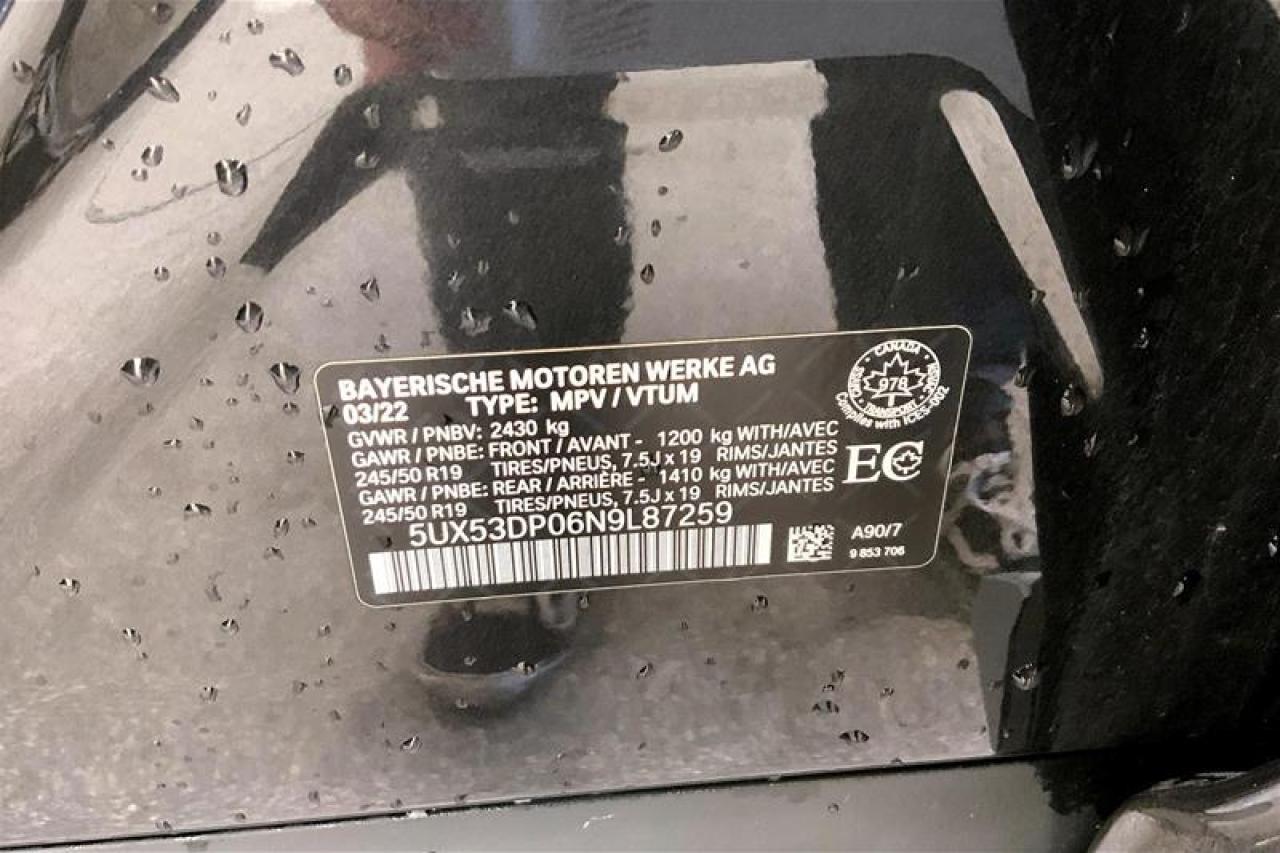 BAYERISCHE MOTOREN WERKE AG
03/22 TYPE: MPV / VTUM
GVWR / PNBV: 2430 kg
GAWR / PNBE: FRONT / AVANT - 1200 kg WITH/AVEC
245/50 R19 TIRES/PNEUS, 7.5J x 19 RIMS/JANTES
GAWR / PNBE: REAR / ARRIÈRE - 1410 kg WITH/AVEC
245/50 R19 TIRES/PNEUS, 7.5J x 19 RIMS/JANTES
5UX53DP06N9L87259
CANADA
978
TRANSPORT
Complies with ICES-002
EC
A90/7
9 853 706